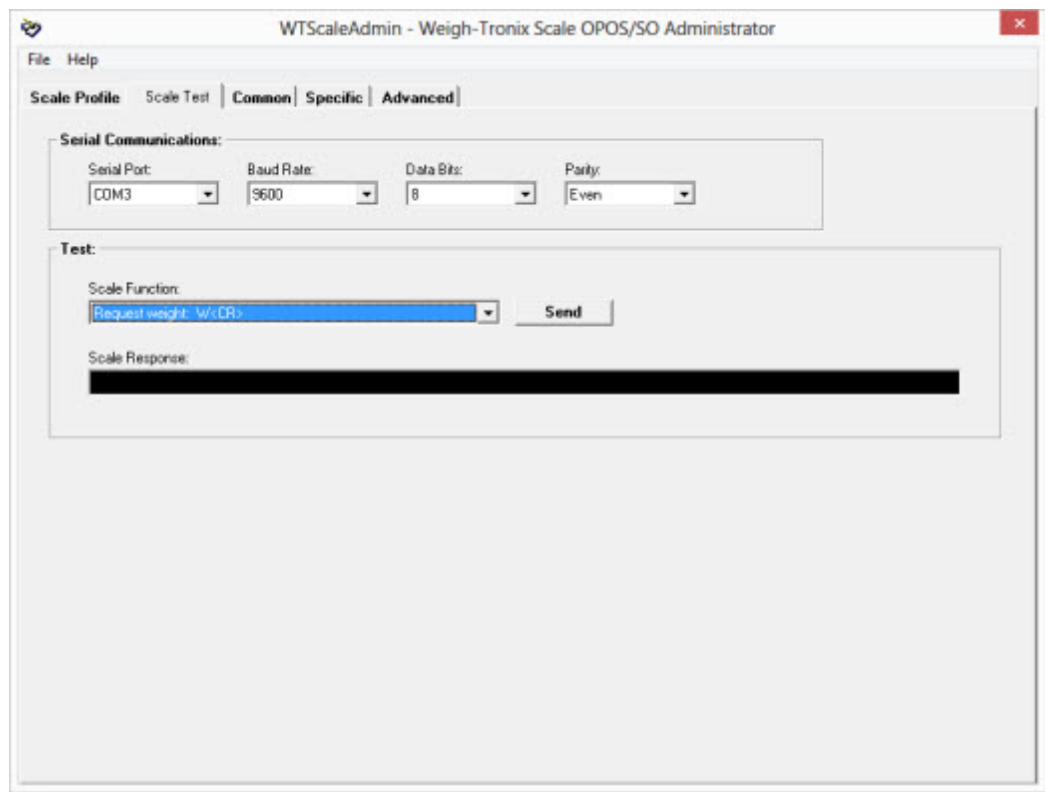 WTScaleAdmin - Weigh-Tronix Scale OPOS/SO Administrator
File Help
Scale Profile Scale Test Common Specific Advanced
Serial Communications:
Serial Port: Baud Rate: Data Bits: Parity:
COM3 9600 8 Even
Test:
Scale Function:
Request weight: W<CR> Send
Scale Response: